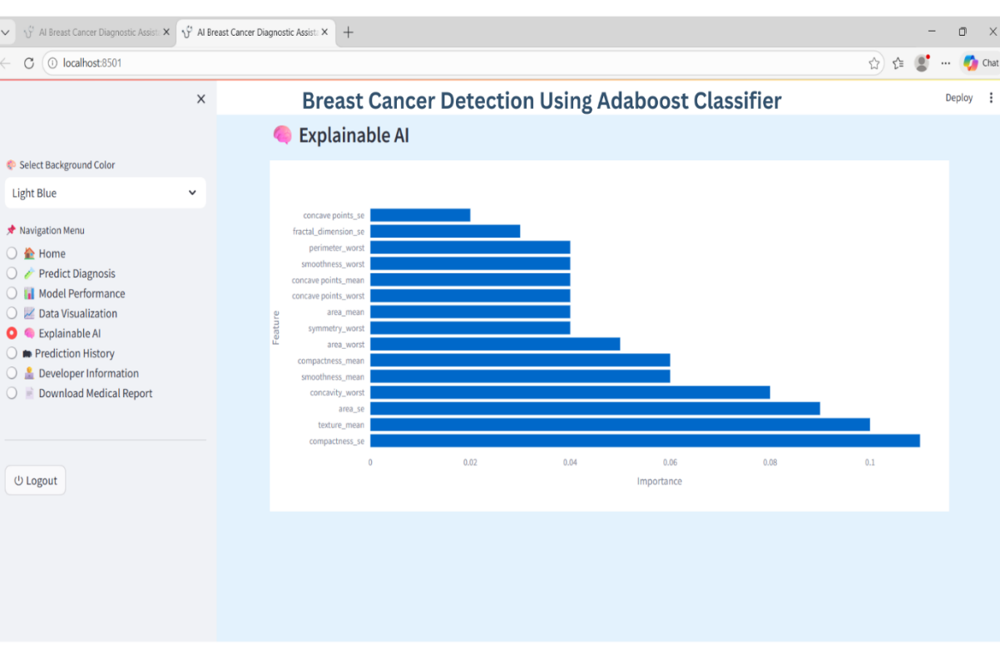 AI Breast Cancer Diagnostic Assist
AI Breast Cancer Diagnostic Assist
localhost:8501
Chat
Breast Cancer Detection Using Adaboost Classifier
Deploy
Explainable AI
Select Background Color
Light Blue
Navigation Menu
Home
Predict Diagnosis
Model Performance
Data Visualization
Explainable AI
Prediction History
Developer Information
Download Medical Report
Logout
Feature
concave points_se
fractal_dimension_se
perimeter_worst
smoothness_worst
concave points_mean
concave points_worst
area_mean
symmetry_worst
area_worst
compactness_mean
smoothness_mean
concavity_worst
area_se
texture_mean
compactness_se
0 0.02 0.04 0.06 0.08 0.1
Importance